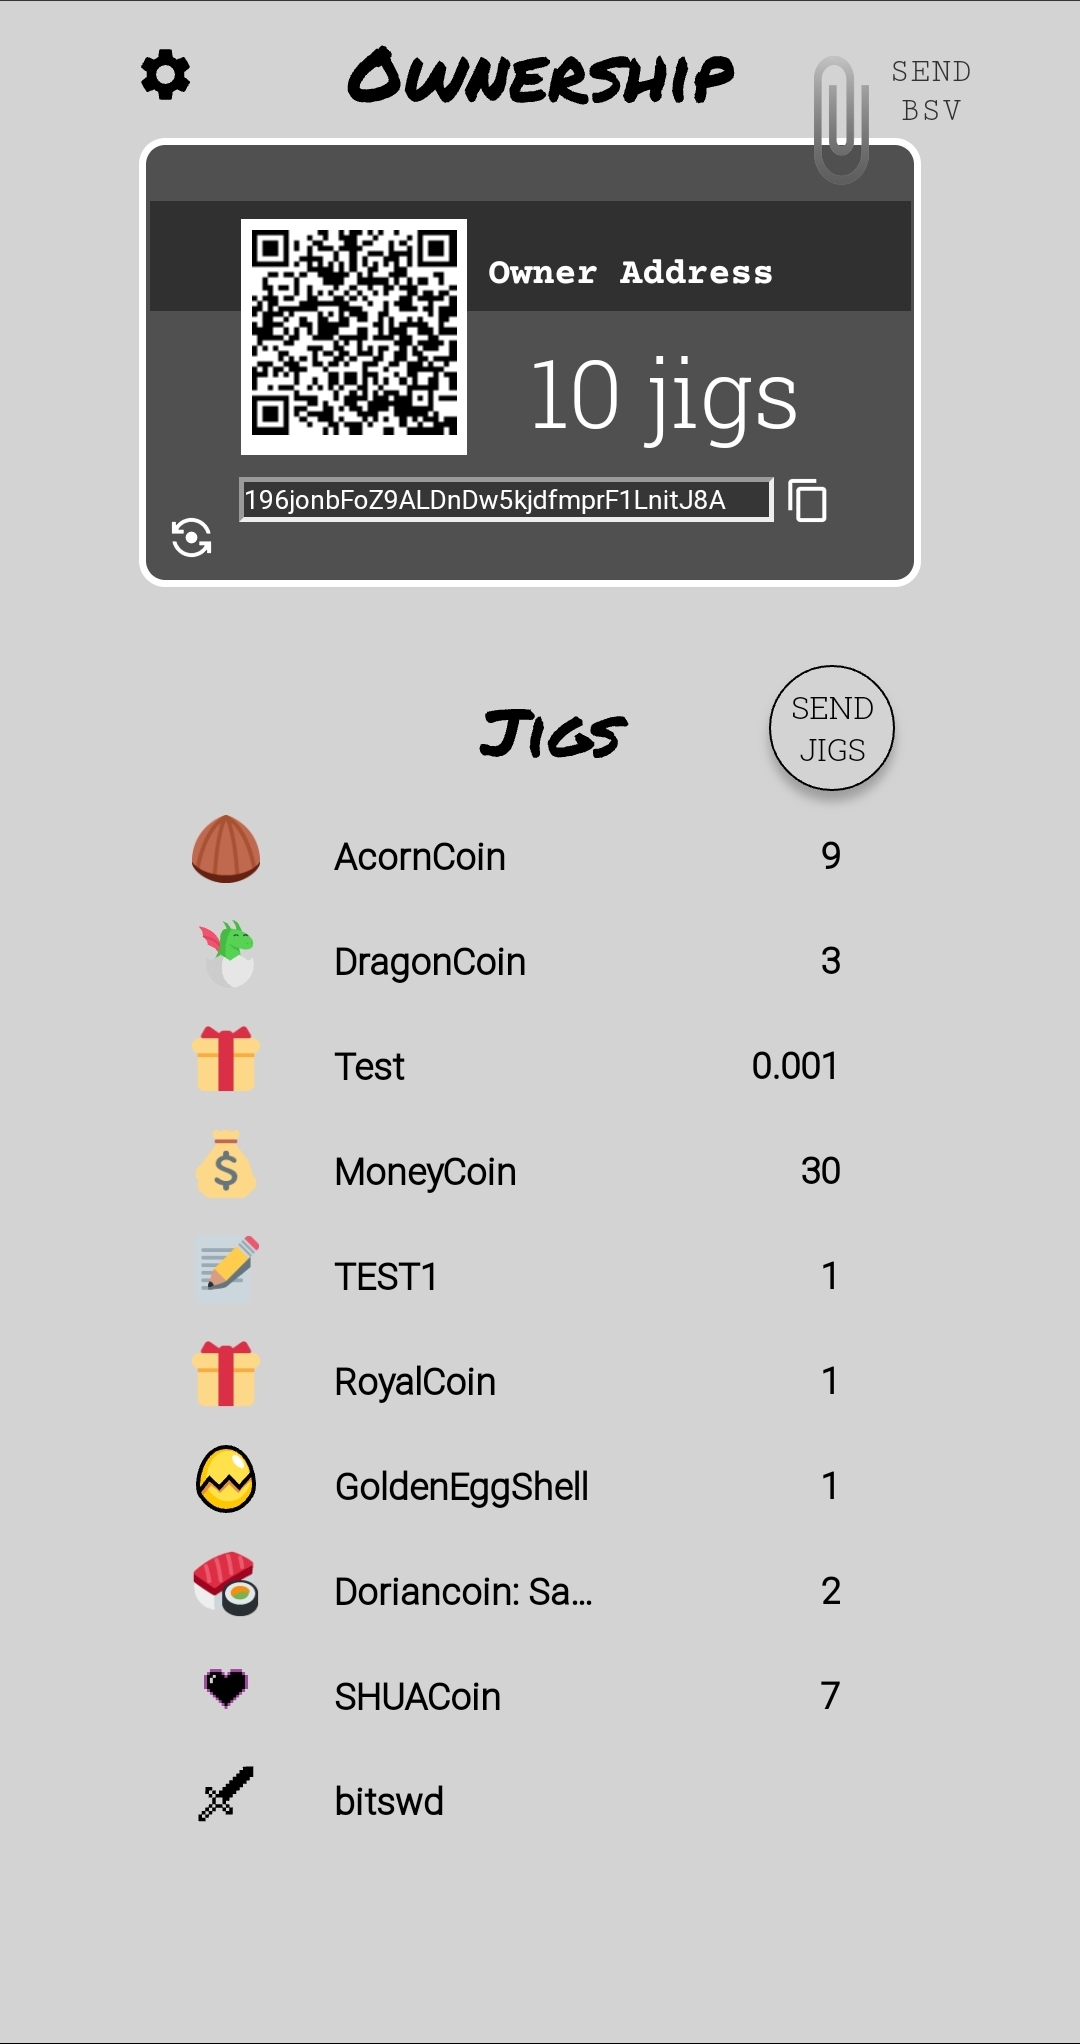 Ownership
SEND
BSV
Owner Address
10 jigs
196jonbFoZ9ALDnDw5kjdfmprF1LnitJ8A
Jigs
SEND
JIGS
AcornCoin 9
DragonCoin 3
Test 0.001
MoneyCoin 30
TEST1 1
RoyalCoin 1
GoldenEggShell 1
Doriancoin: Sa... 2
SHUACoin 7
bitswd